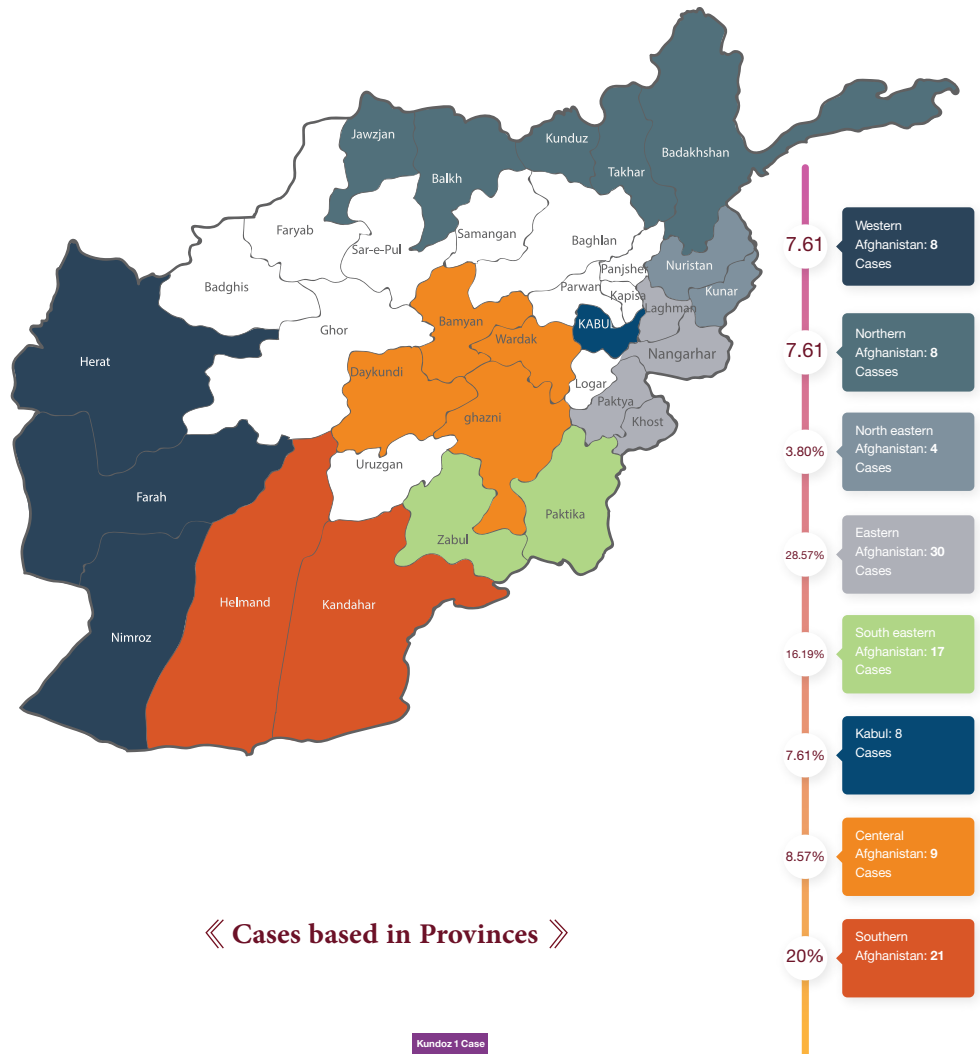 Jawzjan
Balkh
Kunduz
Takhar
Badakhshan
Faryab
Sar-e-Pul
Samangan
Baghlan
Panjsher
Nuristan
Badghis
Parwan
Kapisa
Kunar
Laghman
Ghor
Bamyan
KABUL
Wardak
Nangarhar
Herat
Daykundi
Logar
Paktya
ghazni
Khost
Uruzgan
Farah
Paktika
Zabul
Helmand
Kandahar
Nimroz
7.61
Western
Afghanistan: 8
Cases
7.61
Northern
Afghanistan: 8
Casses
3.80%
North eastern
Afghanistan: 4
Cases
28.57%
Eastern
Afghanistan: 30
Cases
16.19%
South eastern
Afghanistan: 17
Cases
7.61%
Kabul: 8
Cases
8.57%
Centeral
Afghanistan: 9
Cases
20%
Southern
Afghanistan: 21
《 Cases based in Provinces 》
Kundoz 1 Case